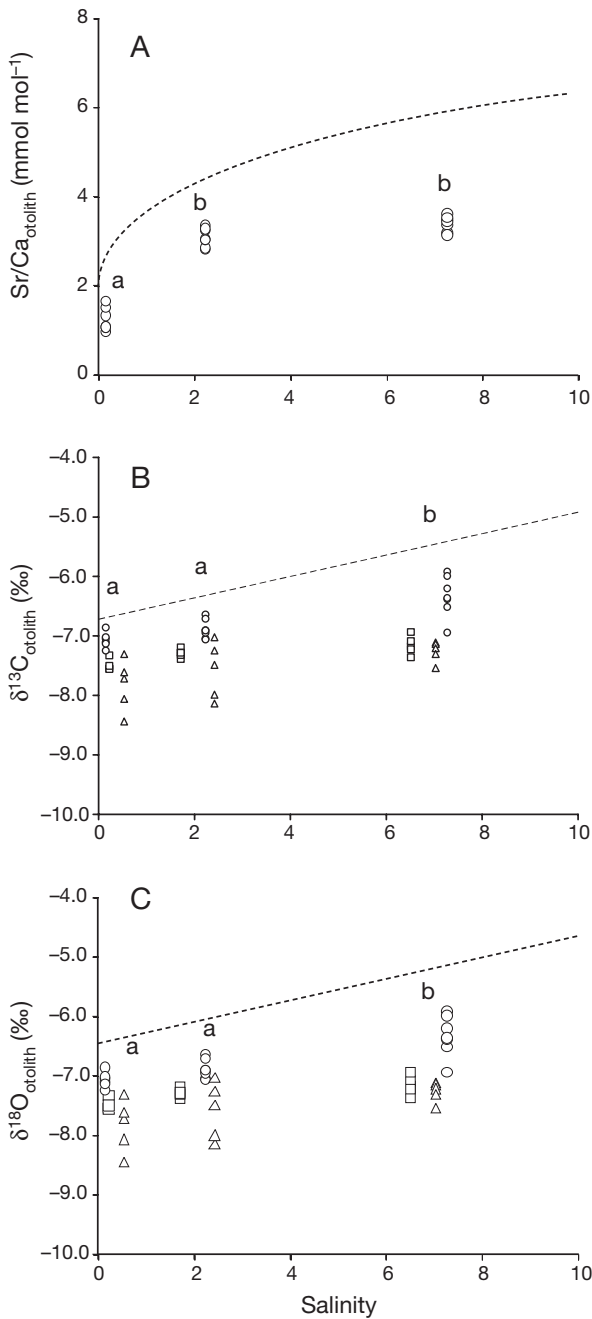 A
Sr/Ca otolith (mmol mol–1)
8
6
4
2
0
a
b
b
0 2 4 6 8 10
B
δ13C otolith (‰)
–4.0
–5.0
–6.0
–7.0
–8.0
–9.0
–10.0
a
a
b
0 2 4 6 8 10
C
δ18O otolith (‰)
–4.0
–5.0
–6.0
–7.0
–8.0
–9.0
–10.0
a
a
b
0 2 4 6 8 10
Salinity